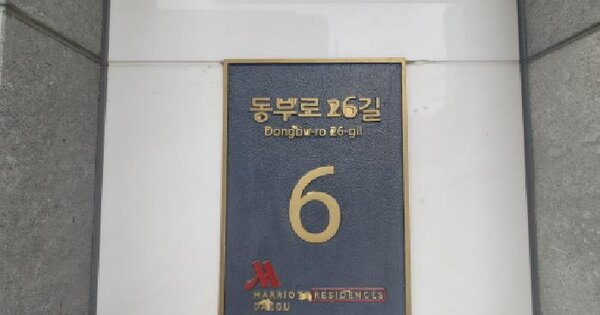 동부로 26길
Dongbu-ro 26-gil
6
MARRIOTT RESIDENCES
DAEGU